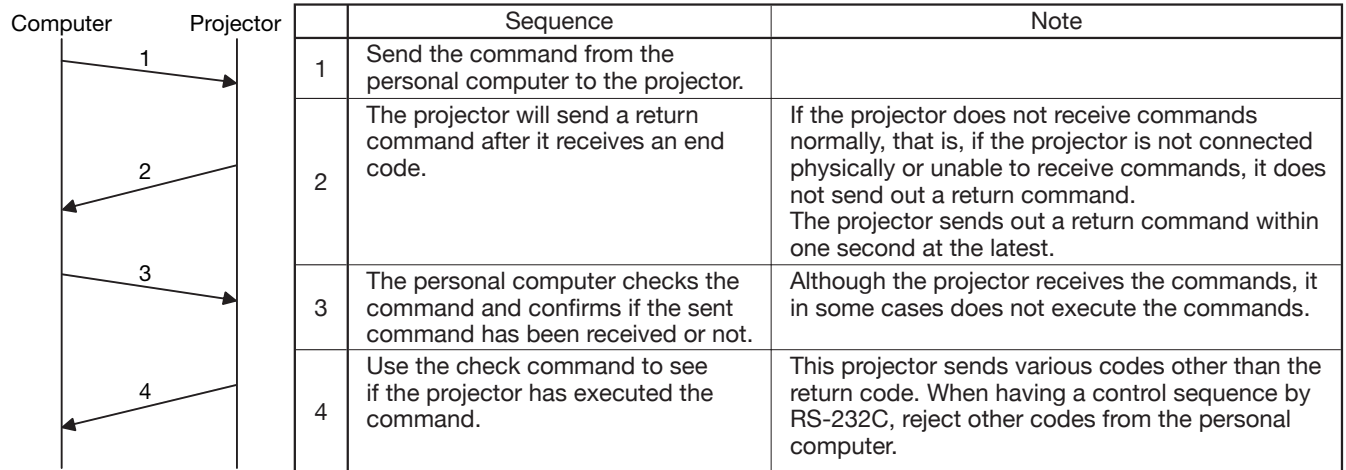 Computer Projector
1
2
3
4
Sequence Note
1
Send the command from the
personal computer to the projector.
2
The projector will send a return
command after it receives an end
code.
If the projector does not receive commands
normally, that is, if the projector is not connected
physically or unable to receive commands, it does
not send out a return command.
The projector sends out a return command within
one second at the latest.
3
The personal computer checks the
command and confirms if the sent
command has been received or not.
Although the projector receives the commands, it
in some cases does not execute the commands.
4
Use the check command to see
if the projector has executed the
command.
This projector sends various codes other than the
return code. When having a control sequence by
RS-232C, reject other codes from the personal
computer.